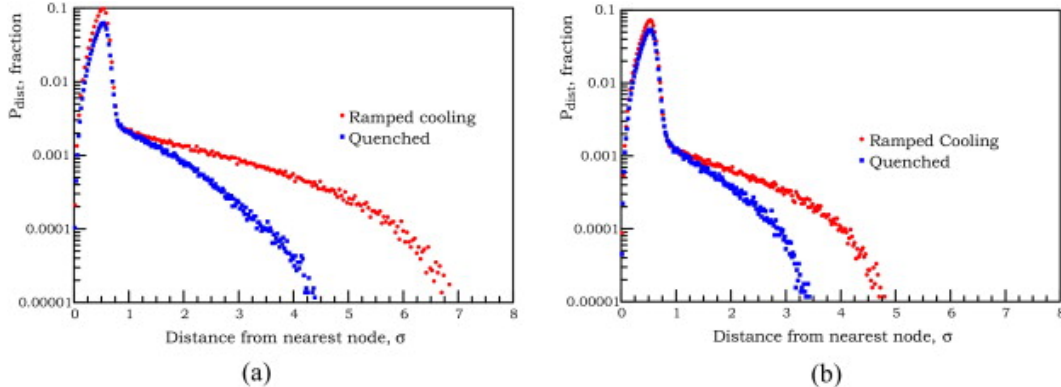 P_dist, fraction
0.1
0.01
0.001
0.0001
0.00001
Ramped cooling
Quenched
0 1 2 3 4 5 6 7 8
Distance from nearest node, σ
(a)
P_dist, fraction
0.1
0.01
0.001
0.0001
0.00001
Ramped Cooling
Quenched
0 1 2 3 4 5 6 7 8
Distance from nearest node, σ
(b)